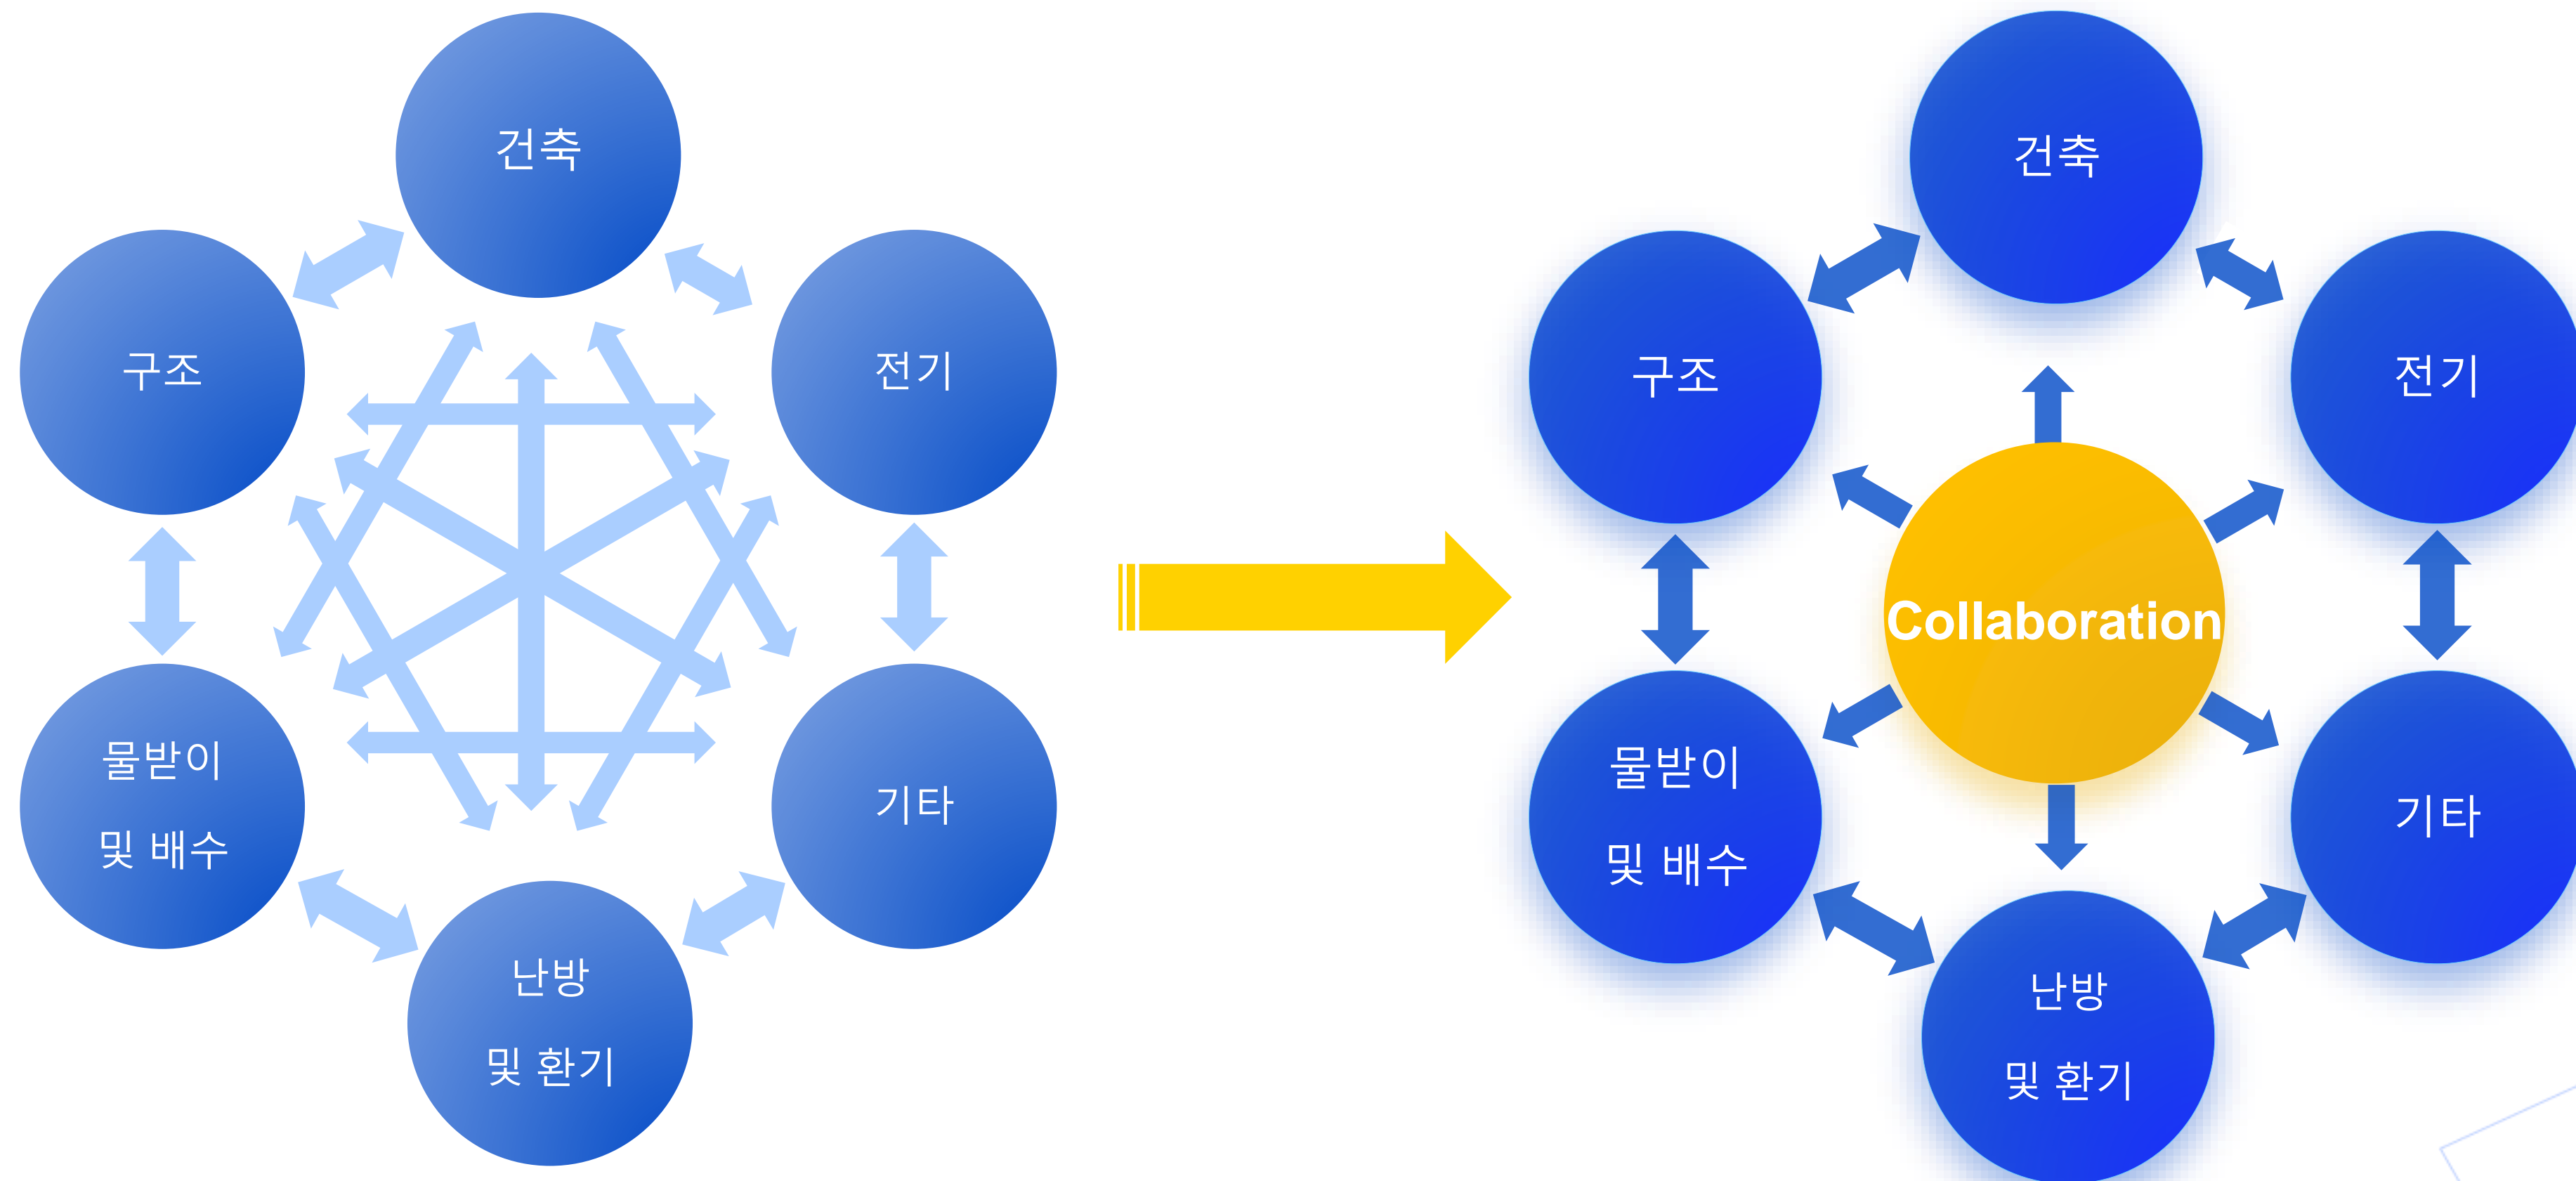 건축
구조
전기
물받이
및 배수
기타
난방
및 환기
건축
구조
전기
Collaboration
물받이
및 배수
기타
난방
및 환기